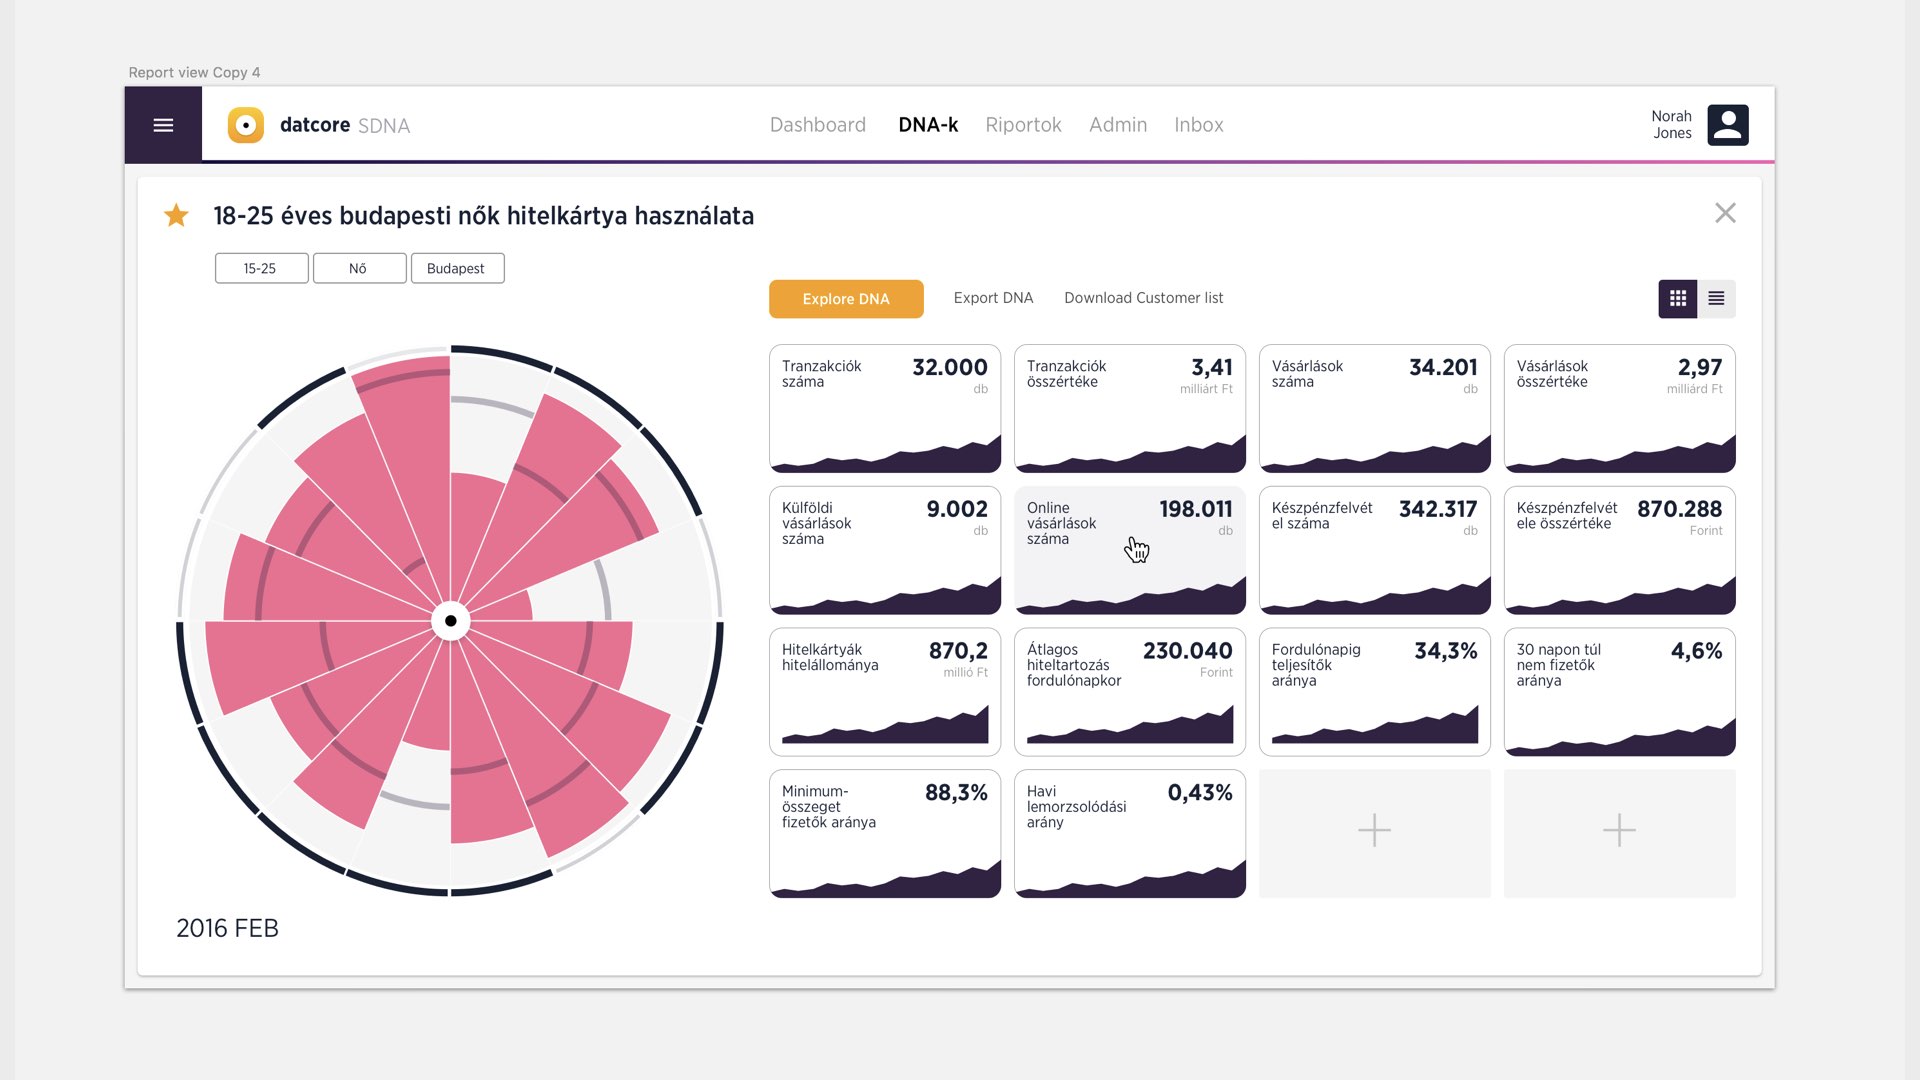 Report view Copy 4
datcore SDNA
Dashboard
DNA-k
Riportok
Admin
Inbox
Norah
Jones
18-25 éves budapesti nők hitelkártya használata
15-25
Nő
Budapest
Explore DNA
Export DNA
Download Customer list
Tranzakciók
száma
32.000
db
Tranzakciók
összértéke
3,41
milliárt Ft
Vásárlások
száma
34.201
db
Vásárlások
összértéke
2,97
milliárd Ft
Külföldi
vásárlások
száma
9.002
db
Online
vásárlások
száma
198.011
db
Készpénzfelvét
el száma
342.317
db
Készpénzfelvét
ele összértéke
870.288
Forint
Hitelkártyák
hitelállománya
870,2
millió Ft
Átlagos
hiteltartozás
fordulónapkor
230.040
Forint
Fordulónapig
teljesítők
aránya
34,3%
30 napon túl
nem fizetők
aránya
4,6%
Minimum-
összeget
fizetők aránya
88,3%
Havi
lemorzsolódási
arány
0,43%
2016 FEB